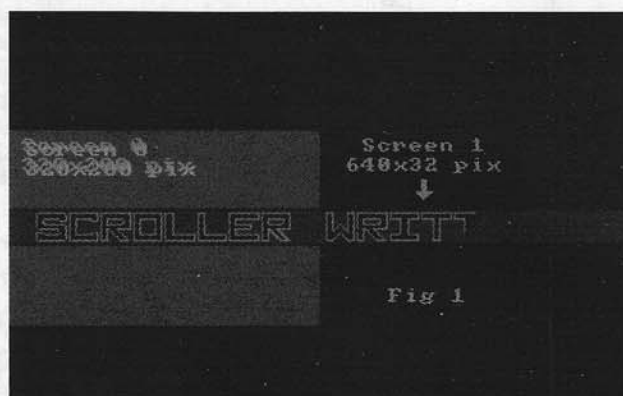 Screen 0
320x200 pix
Screen 1
640x32 pix
SCROLLER WRITT
Fig 1